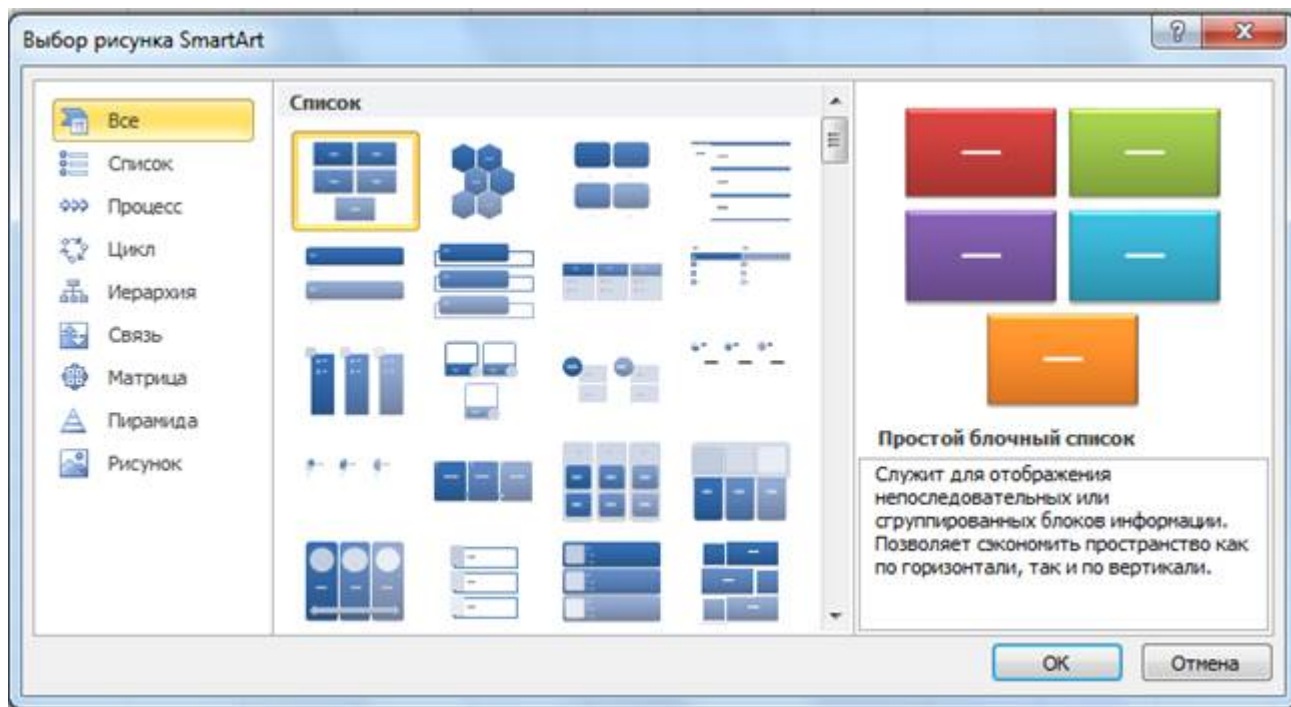 Выбор рисунка SmartArt
Все
Список
Процесс
Цикл
Иерархия
Связь
Матрица
Пирамида
Рисунок
Список
Простой блочный список
Служит для отображения
непоследовательных или
сгруппированных блоков информации.
Позволяет сэкономить пространство как
по горизонтали, так и по вертикали.
ОК
Отмена